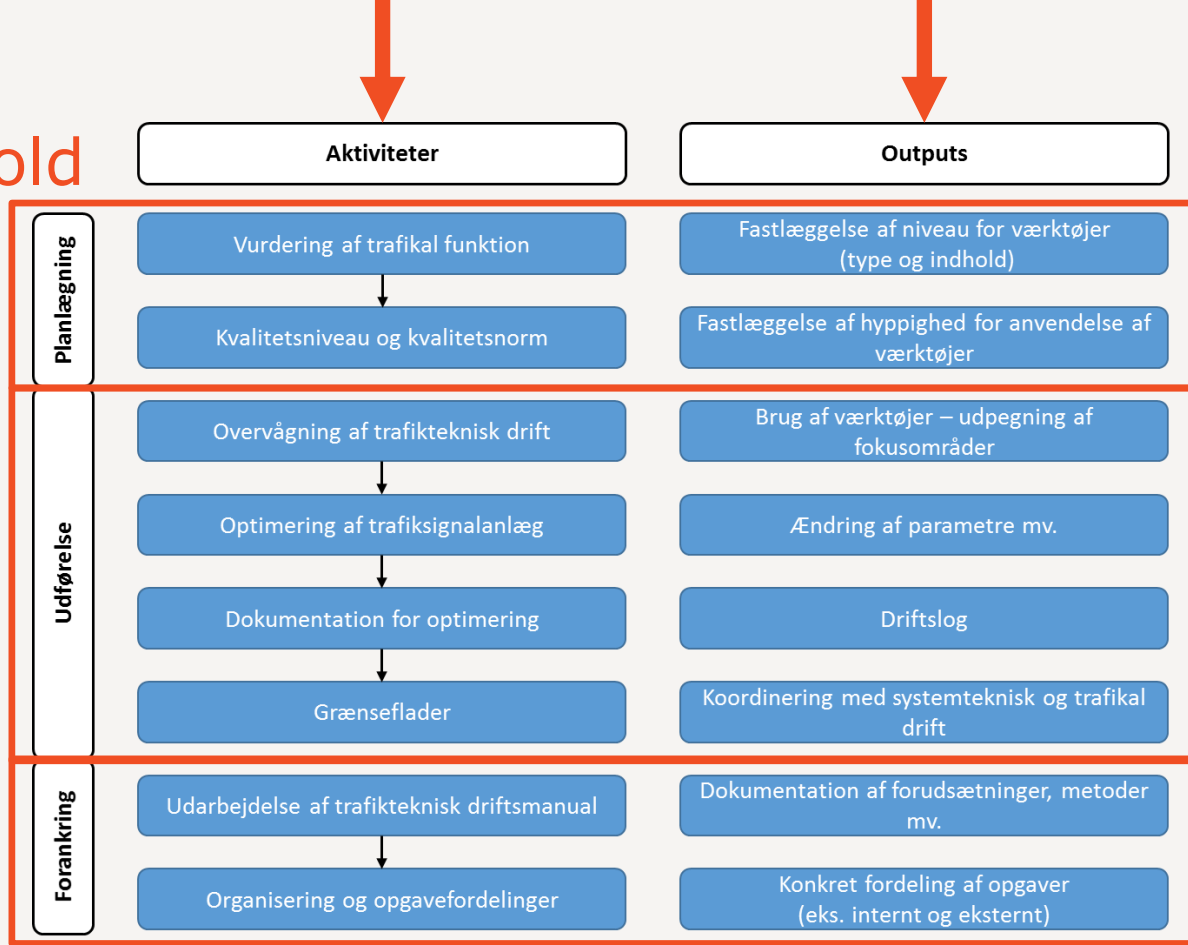 old
Aktiviteter
Outputs
Planlægning
Vurdering af trafikal funktion
Fastlæggelse af niveau for værktøjer
(type og indhold)
Kvalitetsniveau og kvalitetsnorm
Fastlæggelse af hyppighed for anvendelse af
værktøjer
Udførelse
Overvågning af trafikteknisk drift
Brug af værktøjer – udpegning af
fokusområder
Optimering af trafiksignalanlæg
Ændring af parametre mv.
Dokumentation for optimering
Driftslog
Grænseflader
Koordinering med systemteknisk og trafikal
drift
Forankring
Udarbejdelse af trafikteknisk driftsmanual
Dokumentation af forudsætninger, metoder
mv.
Organisering og opgavefordelinger
Konkret fordeling af opgaver
(eks. internt og eksternt)